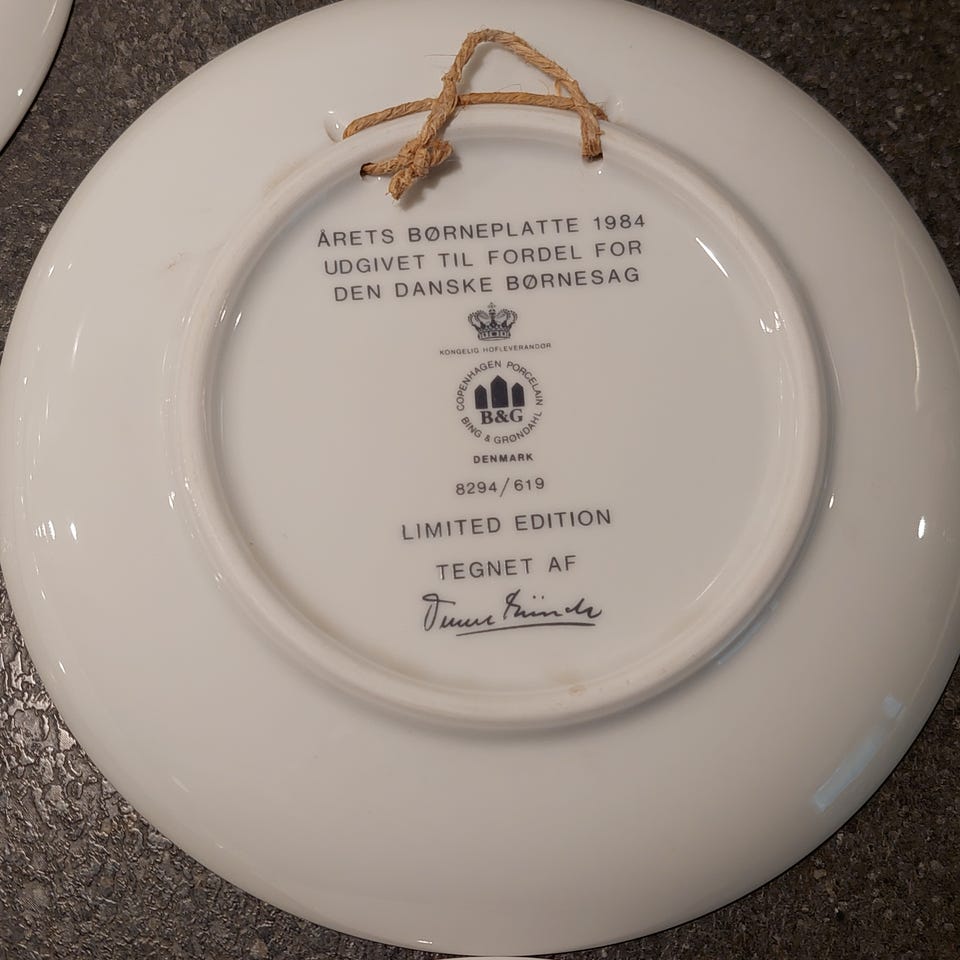 ÅRETS BØRNEPLATTE 1984
UDGIVET TIL FORDEL FOR
DEN DANSKE BØRNESAG
KONGELIG HOFLEVERANDØR
COPENHAGEN PORCELAIN
B&G
BING & GRØNDAHL
DENMARK
8294/619
LIMITED EDITION
TEGNET AF